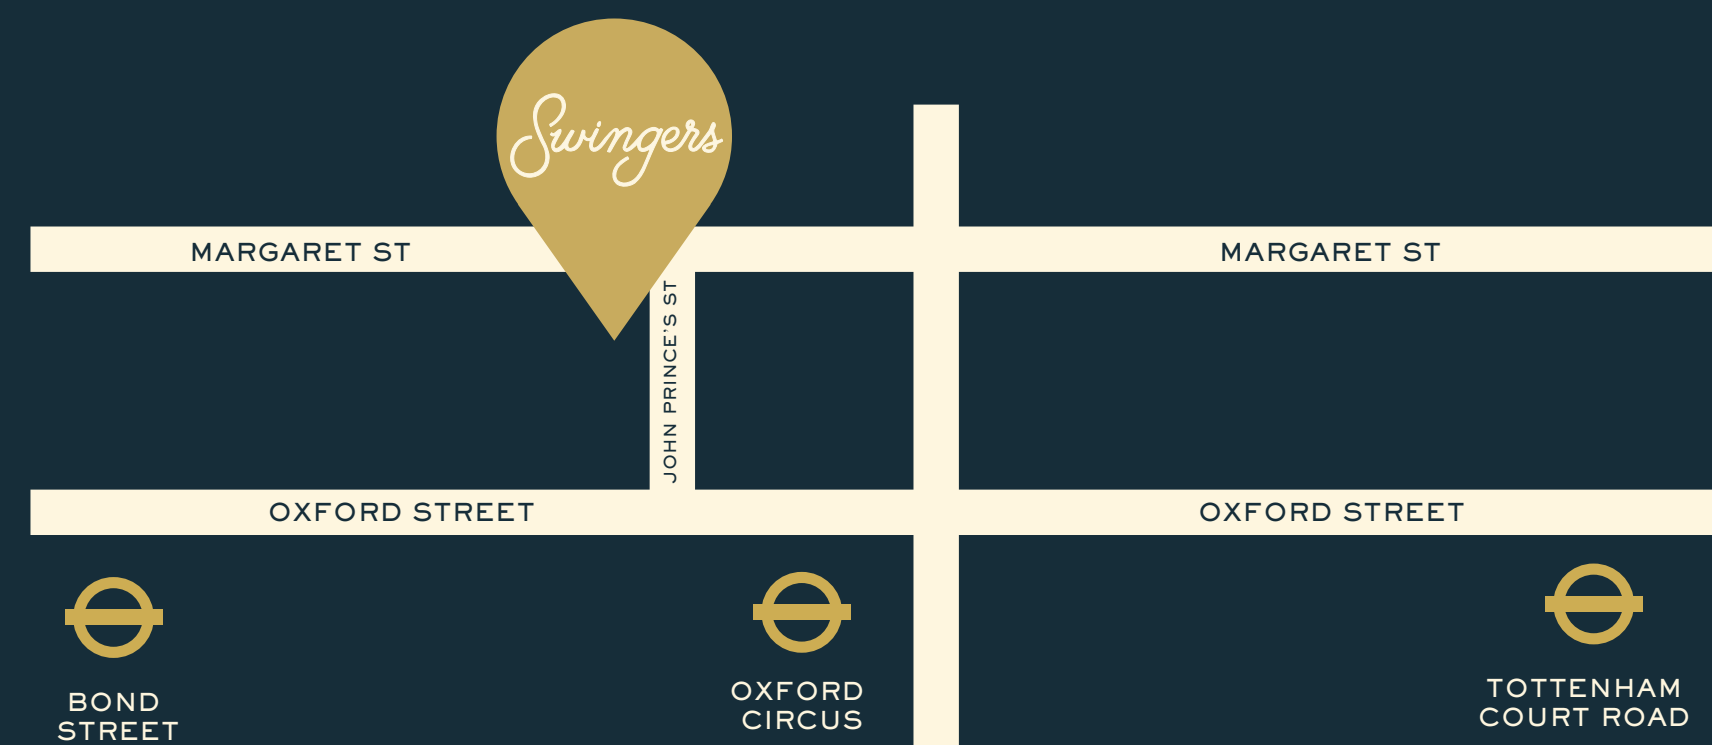 Swingers
MARGARET ST
MARGARET ST
JOHN PRINCE'S ST
OXFORD STREET
OXFORD STREET
BOND
STREET
OXFORD
CIRCUS
TOTTENHAM
COURT ROAD